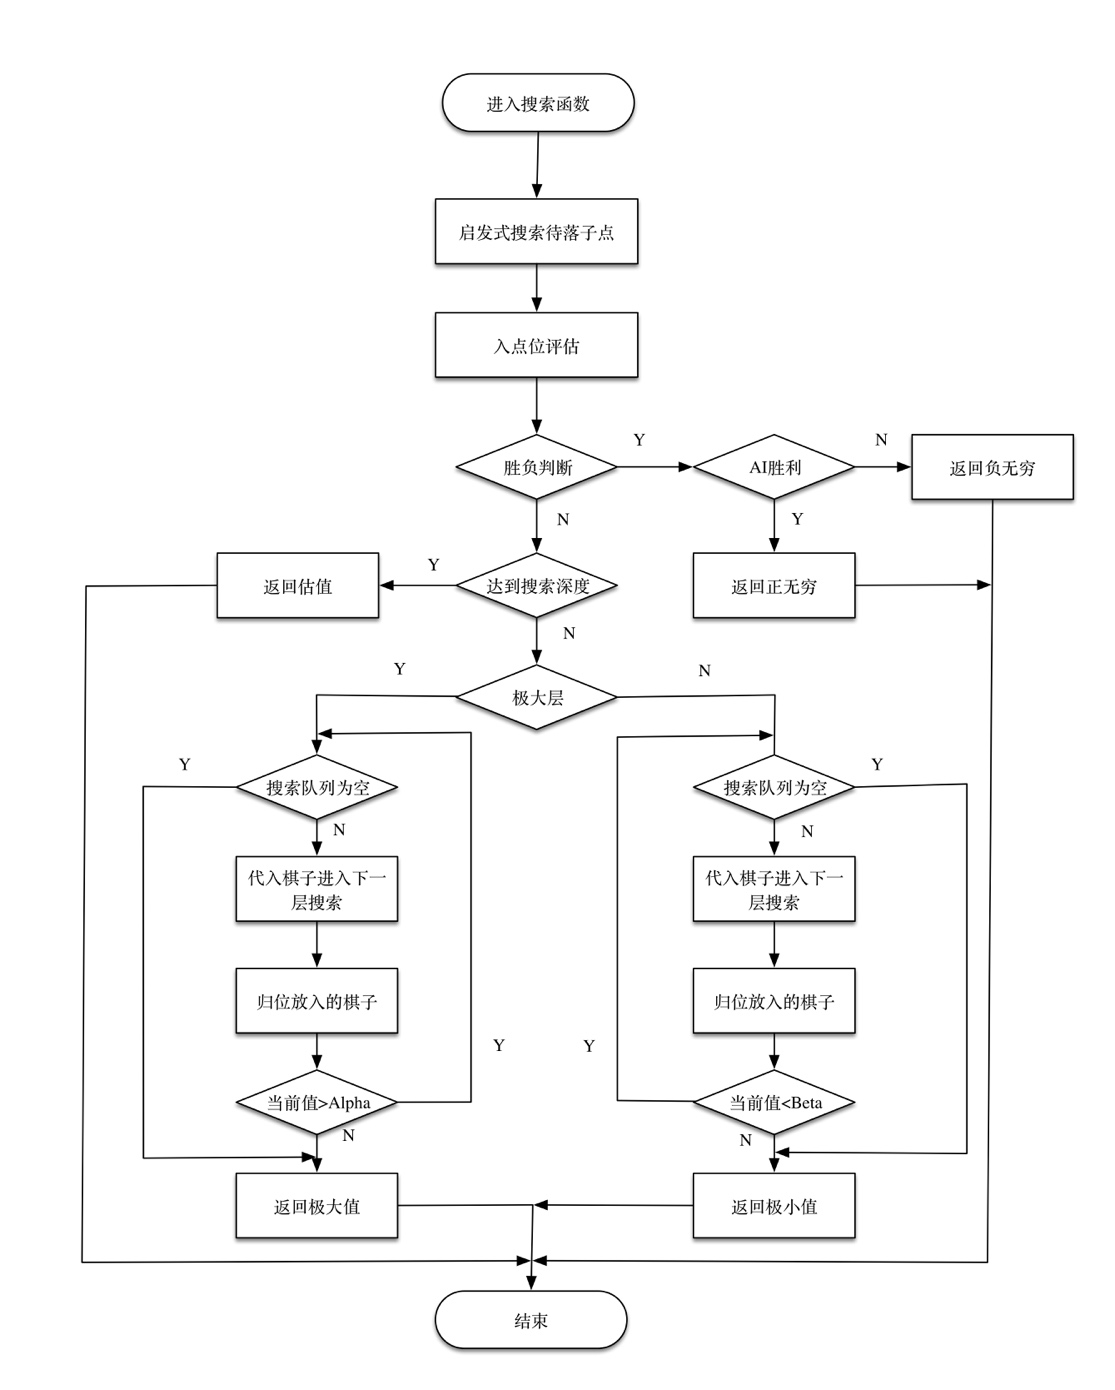 进入搜索函数
启发式搜索待落子点
入点位评估
胜负判断
Y
AI胜利
N
返回负无穷
N
Y
返回估值
Y
达到搜索深度
返回正无穷
N
Y
极大层
N
Y
搜索队列为空
搜索队列为空
Y
N
N
代入棋子进入下一
层搜索
代入棋子进入下一
层搜索
归位放入的棋子
归位放入的棋子
Y
Y
当前值>Alpha
当前值<Beta
N
N
返回极大值
返回极小值
结束